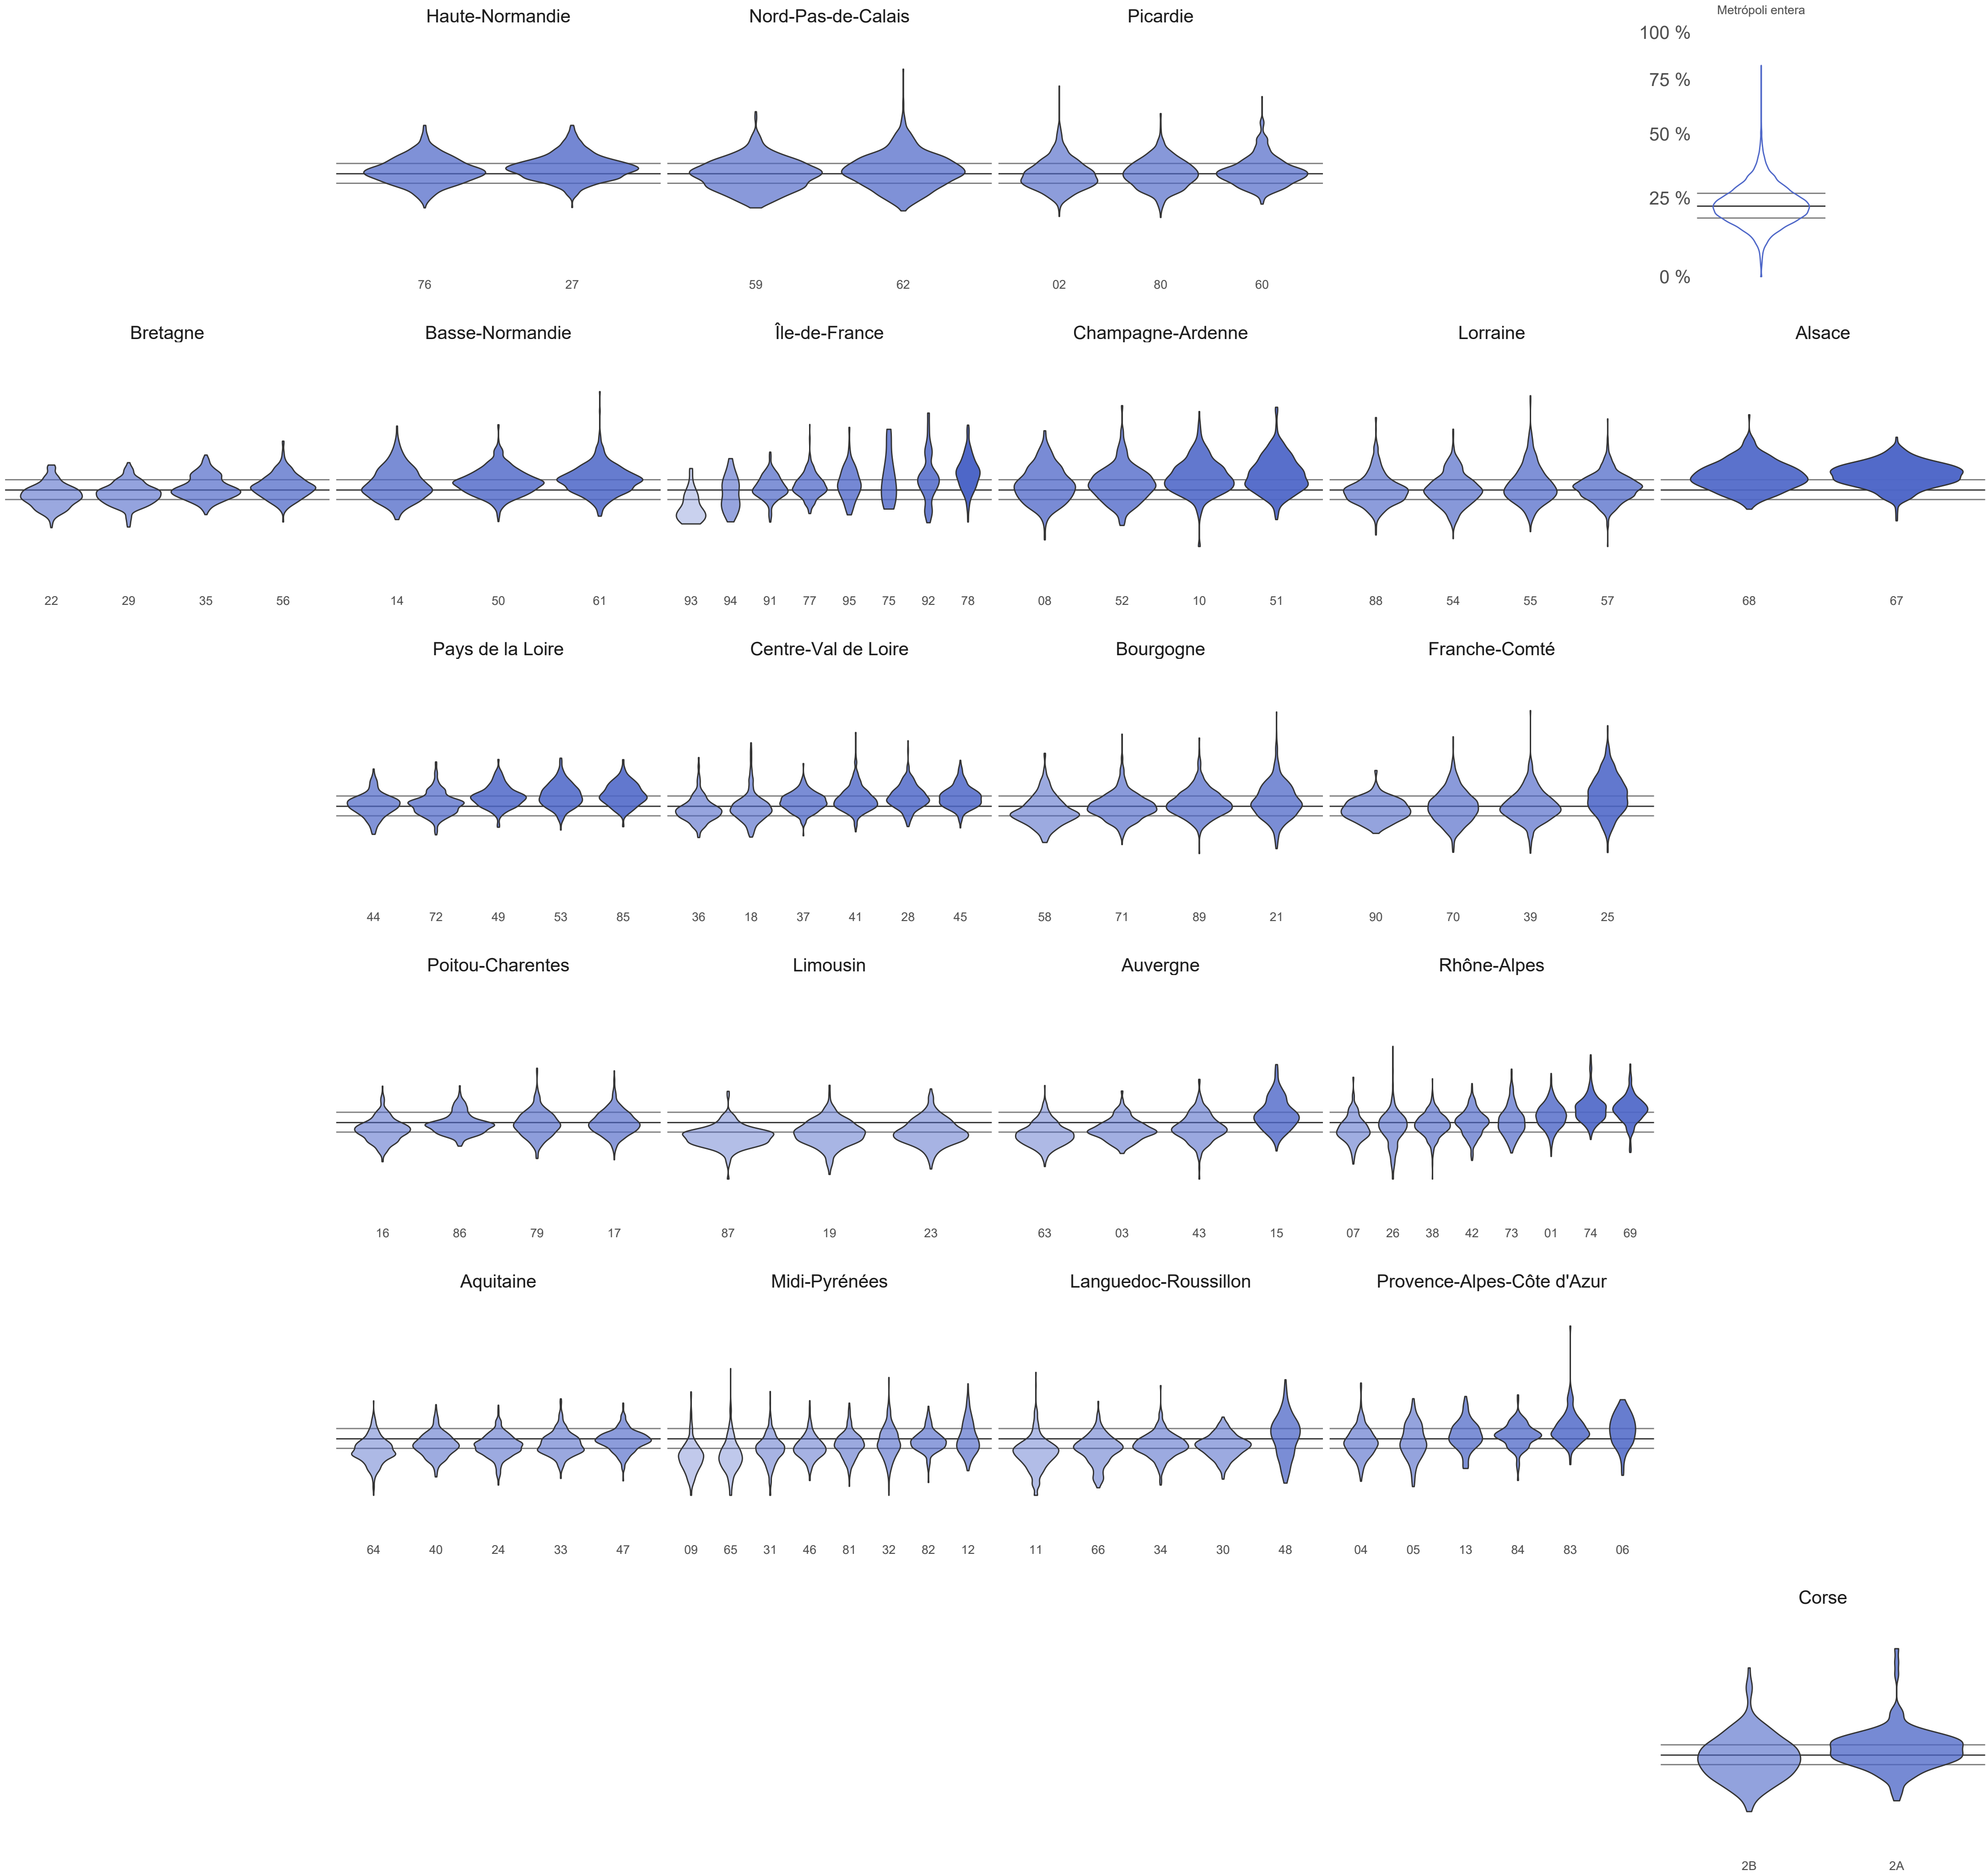 Haute-Normandie
Nord-Pas-de-Calais
Picardie
Metrópoli entera
100 %
75 %
50 %
25 %
0 %
76 27
59 62
02 80 60
Bretagne
Basse-Normandie
Île-de-France
Champagne-Ardenne
Lorraine
Alsace
22 29 35 56
14 50 61
93 94 91 77 95 75 92 78
08 52 10 51
88 54 55 57
68 67
Pays de la Loire
Centre-Val de Loire
Bourgogne
Franche-Comté
44 72 49 53 85
36 18 37 41 28 45
58 71 89 21
90 70 39 25
Poitou-Charentes
Limousin
Auvergne
Rhône-Alpes
16 86 79 17
87 19 23
63 03 43 15
07 26 38 42 73 01 74 69
Aquitaine
Midi-Pyrénées
Languedoc-Roussillon
Provence-Alpes-Côte d'Azur
64 40 24 33 47
09 65 31 46 81 32 82 12
11 66 34 30 48
04 05 13 84 83 06
Corse
2B 2A